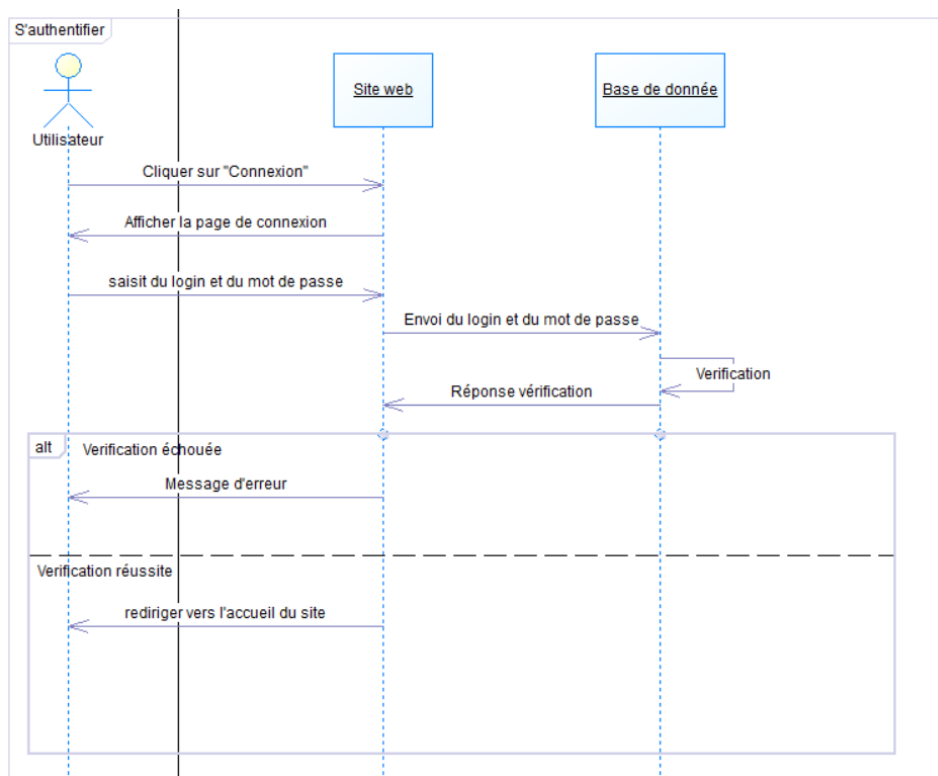 S'authentifier
Site web
Base de donnée
Utilisateur
Cliquer sur "Connexion"
Afficher la page de connexion
saisit du login et du mot de passe
Envoi du login et du mot de passe
Verification
Réponse vérification
alt
Verification échouée
Message d'erreur
Verification réussite
rediriger vers l'accueil du site